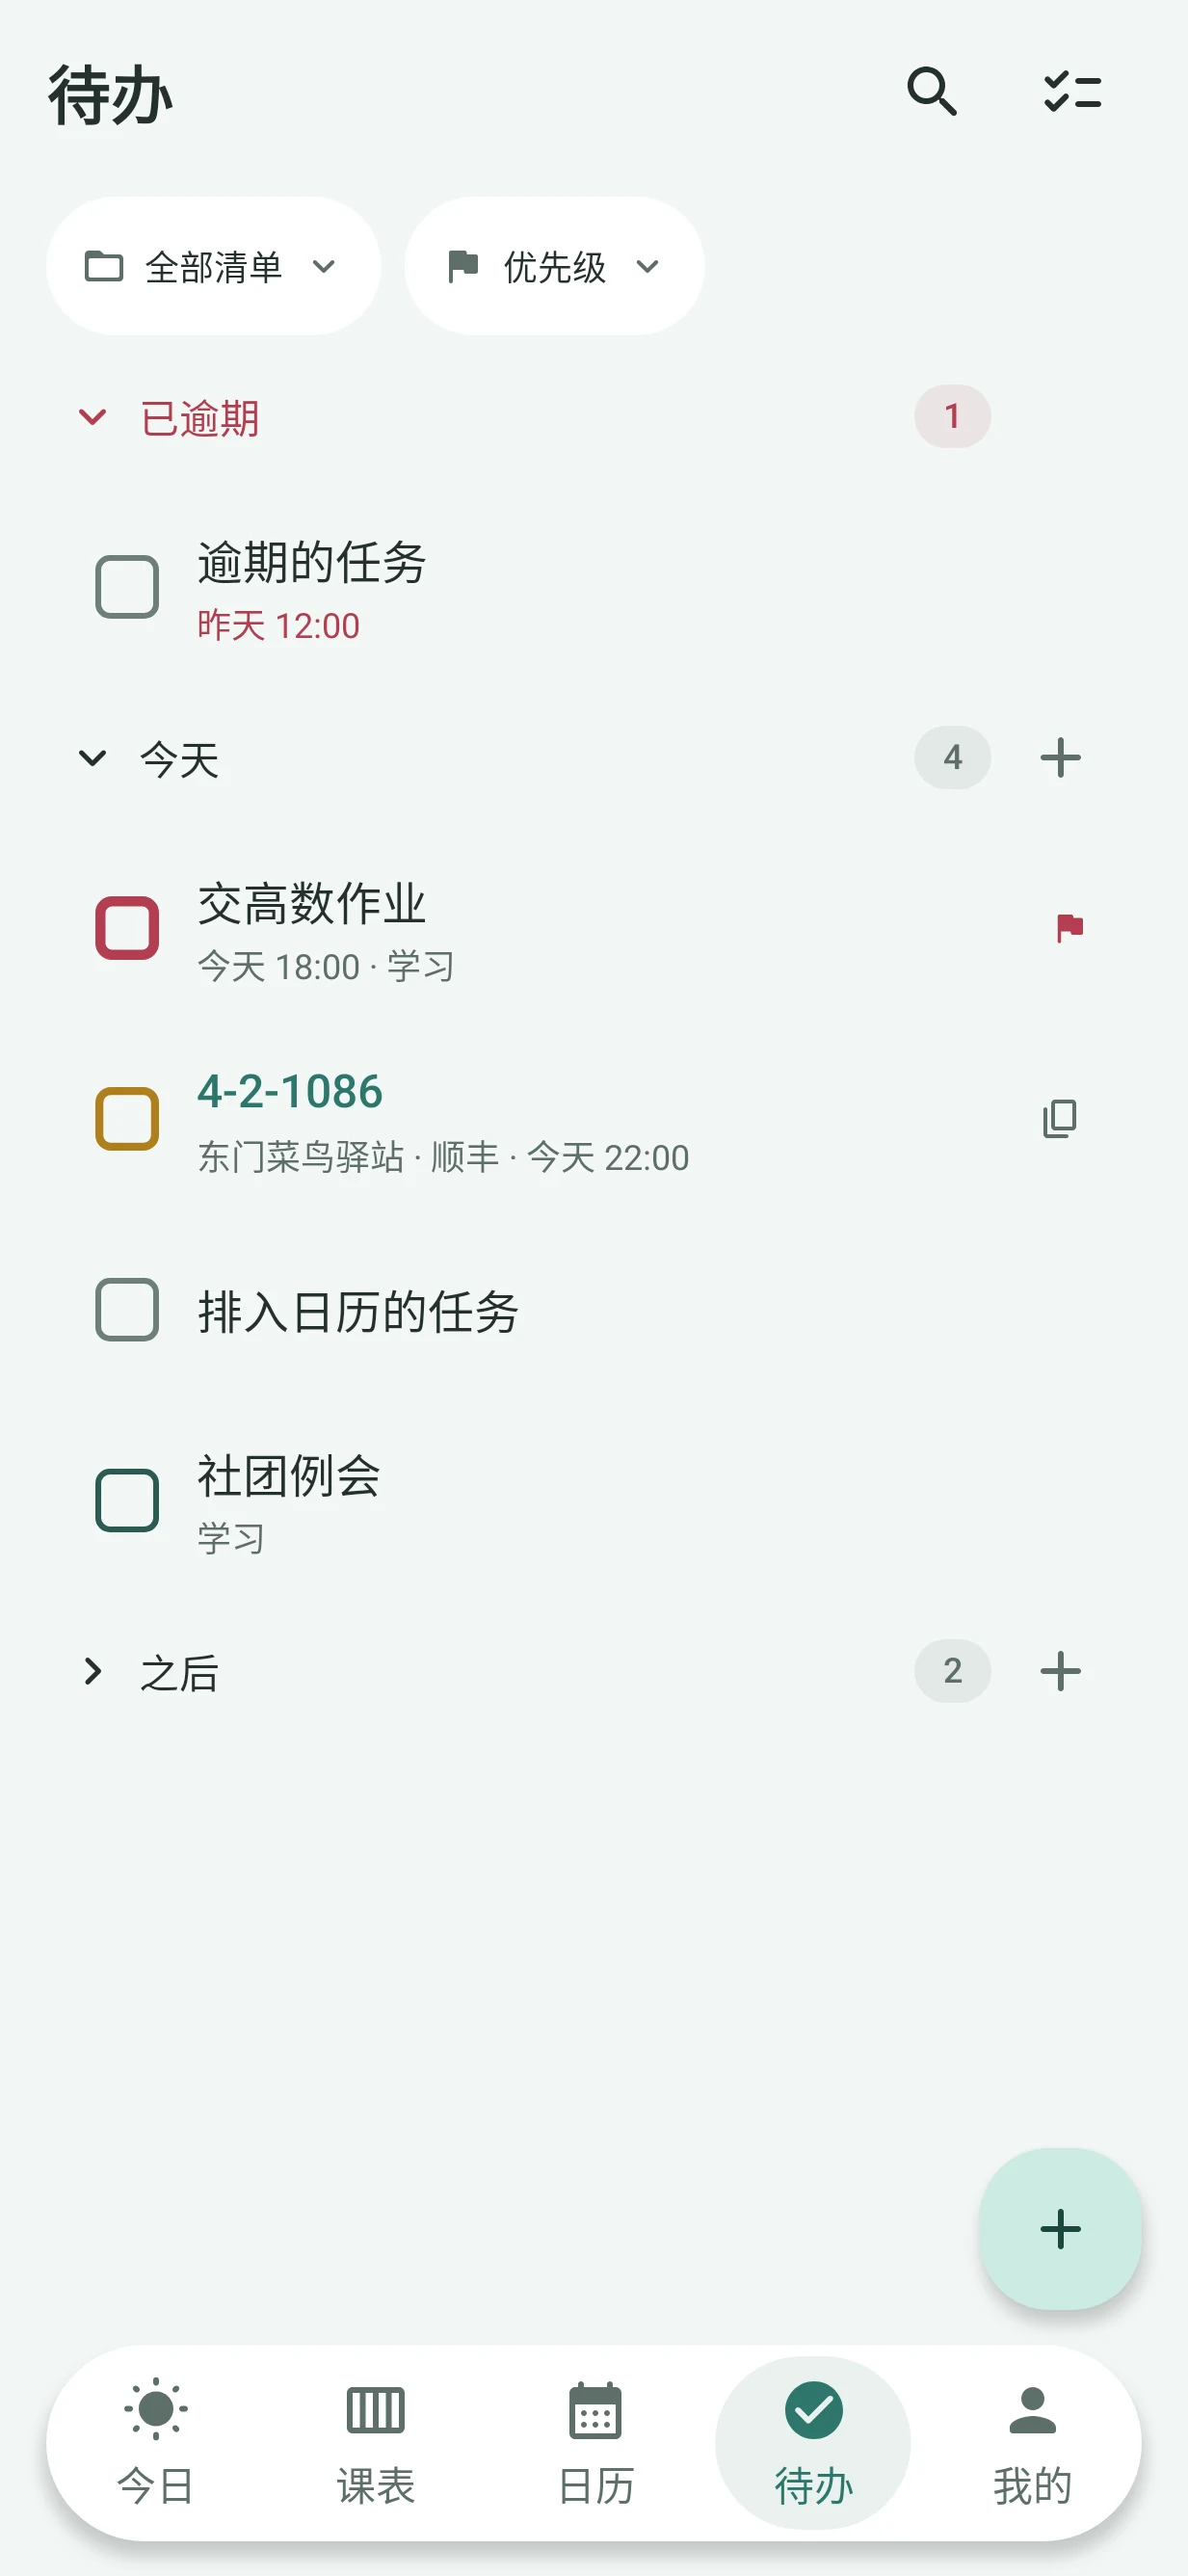 待办
全部清单
优先级
已逾期 1
逾期的任务
昨天 12:00
今天 4
交高数作业
今天 18:00 · 学习
4-2-1086
东门菜鸟驿站 · 顺丰 · 今天 22:00
排入日历的任务
社团例会
学习
之后 2
今日 课表 日历 待办 我的